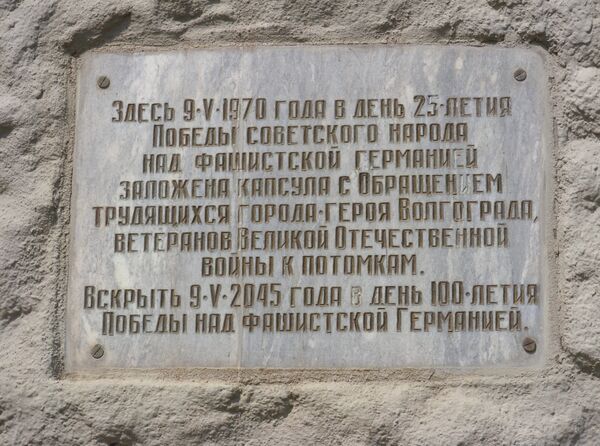 Здесь 9·V·1970 года в день 25-летия
Победы советского народа
над фашистской Германией
заложена капсула с Обращением
трудящихся города-героя Волгограда,
ветеранов Великой Отечественной
войны к потомкам.
Вскрыть 9·V·2045 года в день 100-летия
Победы над фашистской Германией.